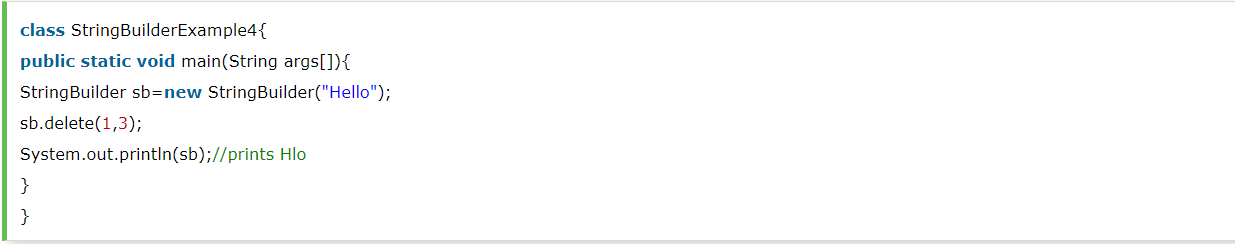 class StringBuilderExample4{
public static void main(String args[]){
StringBuilder sb=new StringBuilder("Hello");
sb.delete(1,3);
System.out.println(sb);//prints Hlo
}
}